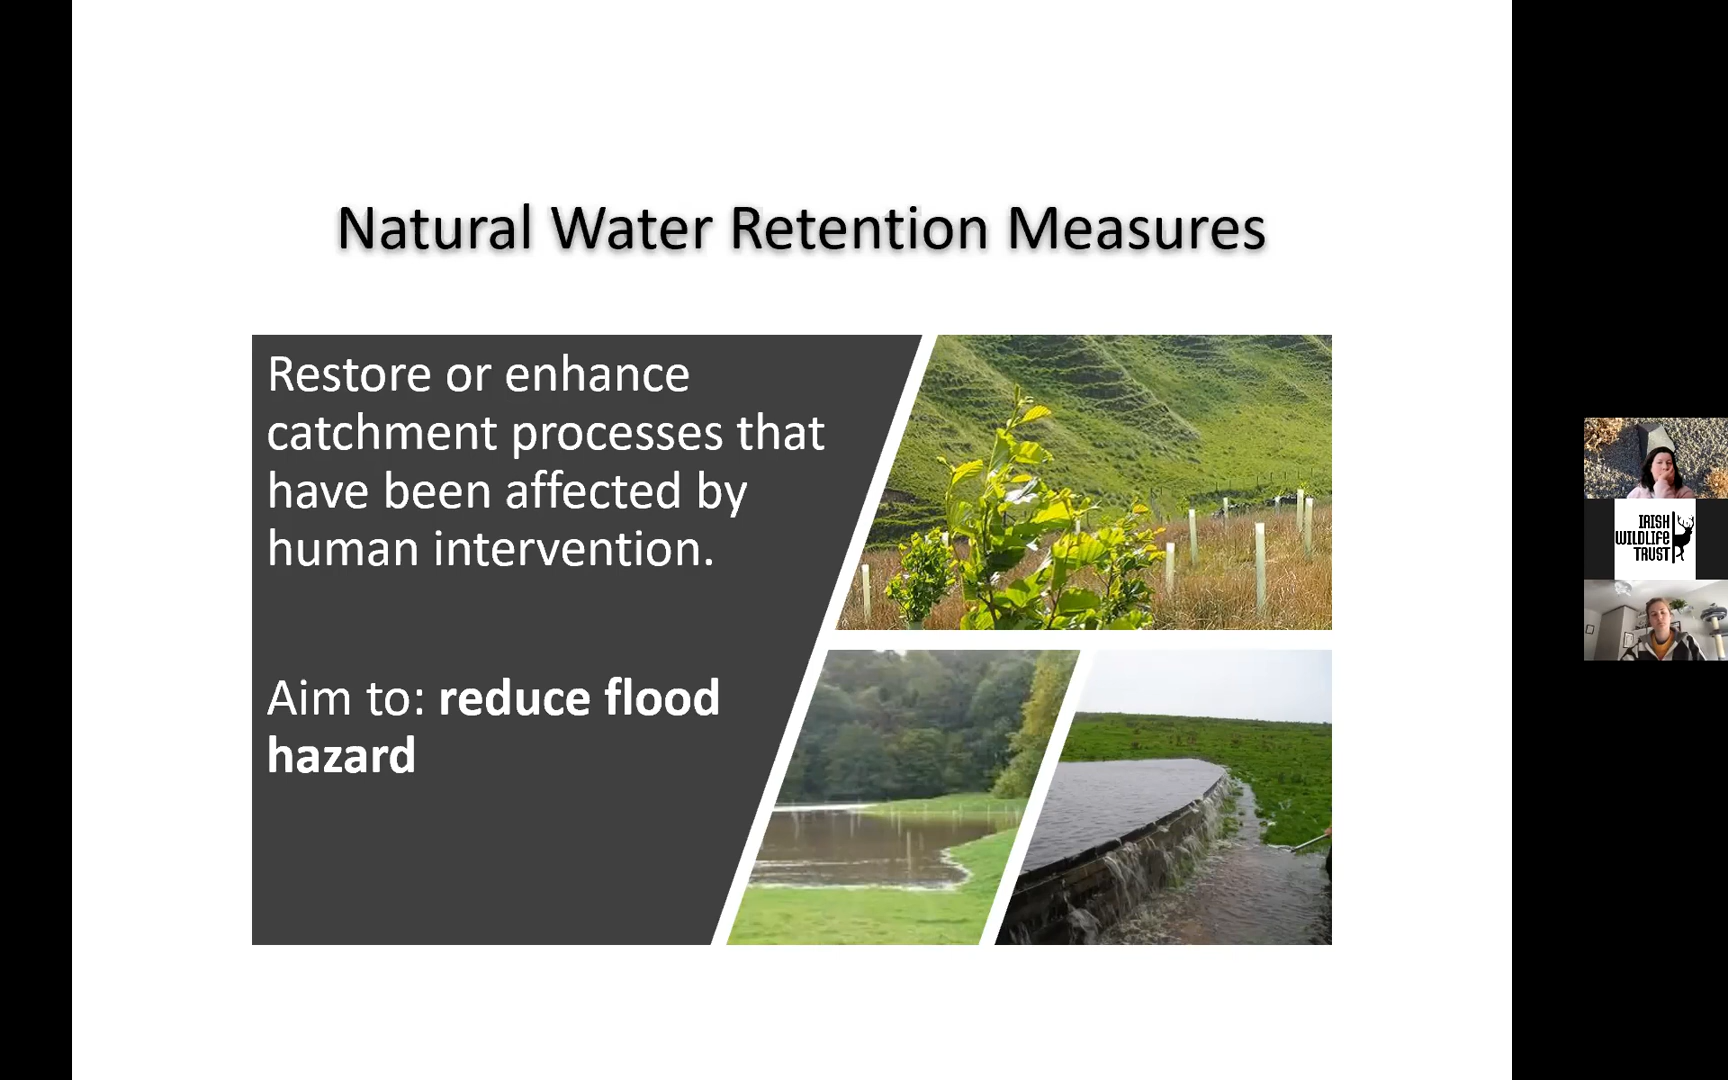 Natural Water Retention Measures
Restore or enhance
catchment processes that
have been affected by
human intervention.
Aim to: reduce flood
hazard
IRISH
WILDLIFE
TRUST